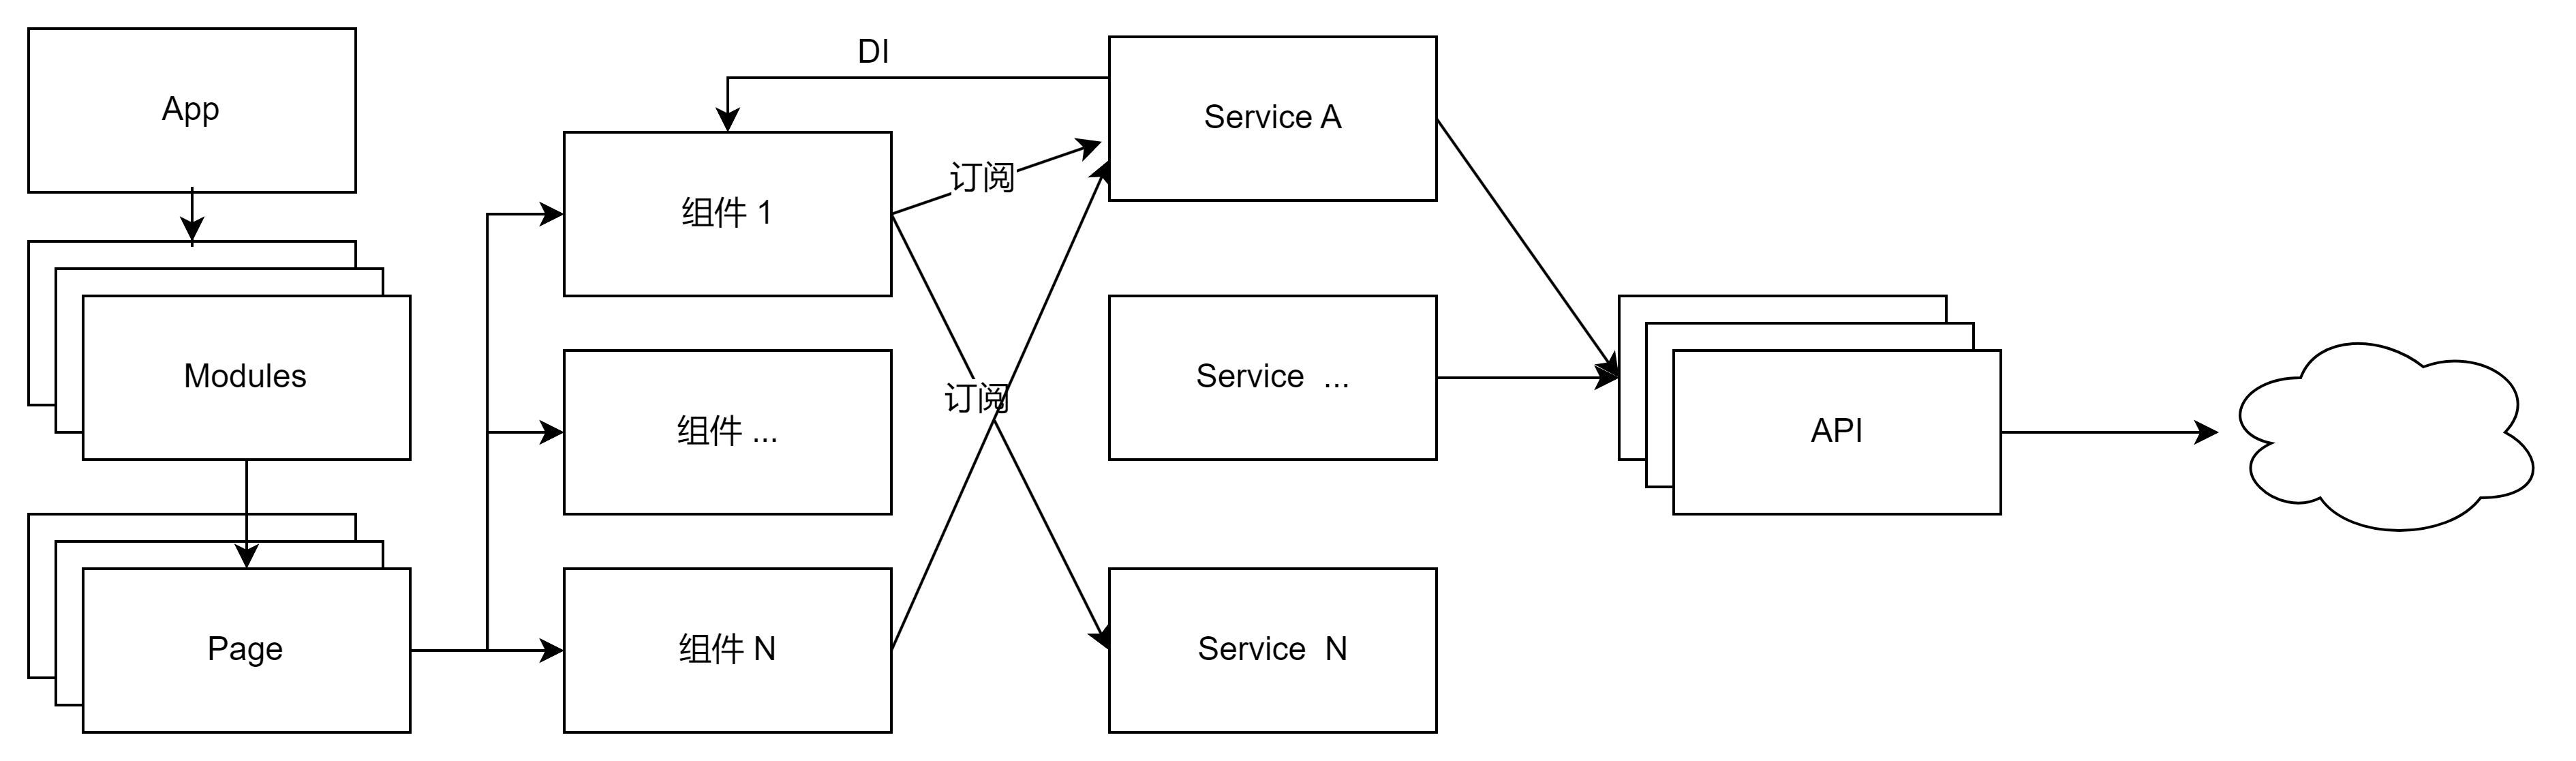 App
Modules
Page
组件 1
组件 ...
组件 N
DI
订阅
订阅
Service A
Service ...
Service N
API